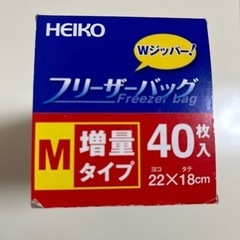 HEIKO
Wジッパー!
フリーザーバッグ
Freezer bag
M 増量タイプ 40枚入
ヨコ タテ
22×18cm